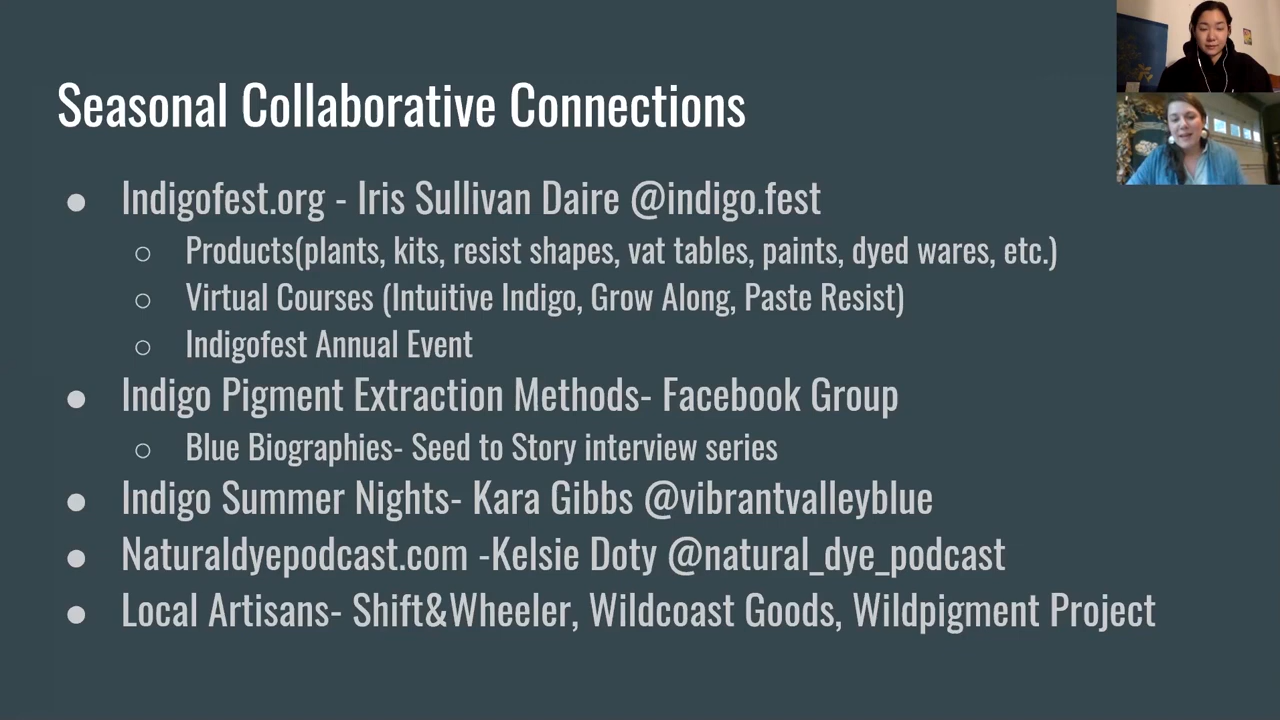 Seasonal Collaborative Connections
● Indigofest.org - Iris Sullivan Daire @indigo.fest
○ Products(plants, kits, resist shapes, vat tables, paints, dyed wares, etc.)
○ Virtual Courses (Intuitive Indigo, Grow Along, Paste Resist)
○ Indigofest Annual Event
● Indigo Pigment Extraction Methods- Facebook Group
○ Blue Biographies- Seed to Story interview series
● Indigo Summer Nights- Kara Gibbs @vibrantvalleyblue
● Naturaldyepodcast.com -Kelsie Doty @natural_dye_podcast
● Local Artisans- Shift&Wheeler, Wildcoast Goods, Wildpigment Project